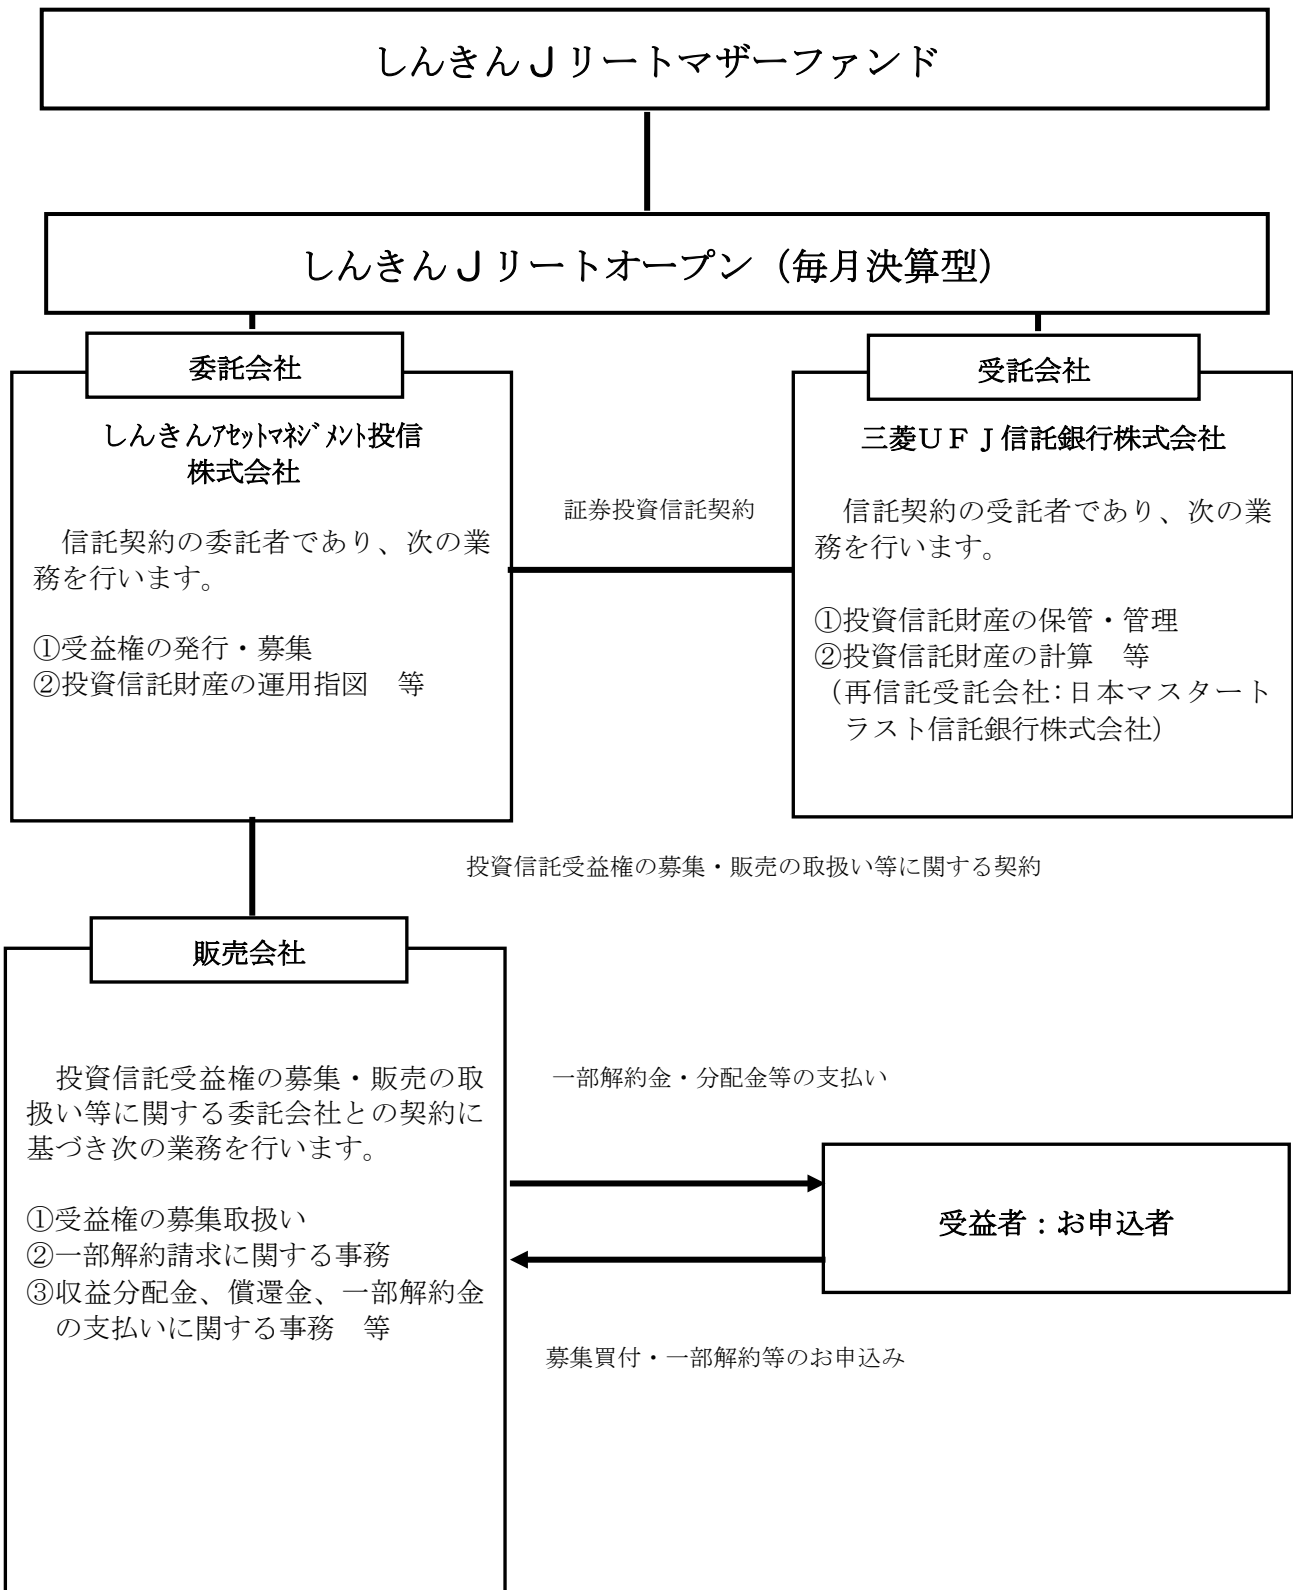 しんきんＪリートマザーファンド
しんきんＪリートオープン（毎月決算型）
委託会社
しんきんｱｾｯﾄﾏﾈｼﾞﾒﾝﾄ投信
株式会社
信託契約の委託者であり、次の業
務を行います。
①受益権の発行・募集
②投資信託財産の運用指図　等
証券投資信託契約
受託会社
三菱ＵＦＪ信託銀行株式会社
信託契約の受託者であり、次の業
務を行います。
①投資信託財産の保管・管理
②投資信託財産の計算　等
（再信託受託会社：日本マスタート
ラスト信託銀行株式会社）
投資信託受益権の募集・販売の取扱い等に関する契約
販売会社
投資信託受益権の募集・販売の取
扱い等に関する委託会社との契約に
基づき次の業務を行います。
①受益権の募集取扱い
②一部解約請求に関する事務
③収益分配金、償還金、一部解約金
の支払いに関する事務　等
一部解約金・分配金等の支払い
受益者：お申込者
募集買付・一部解約等のお申込み